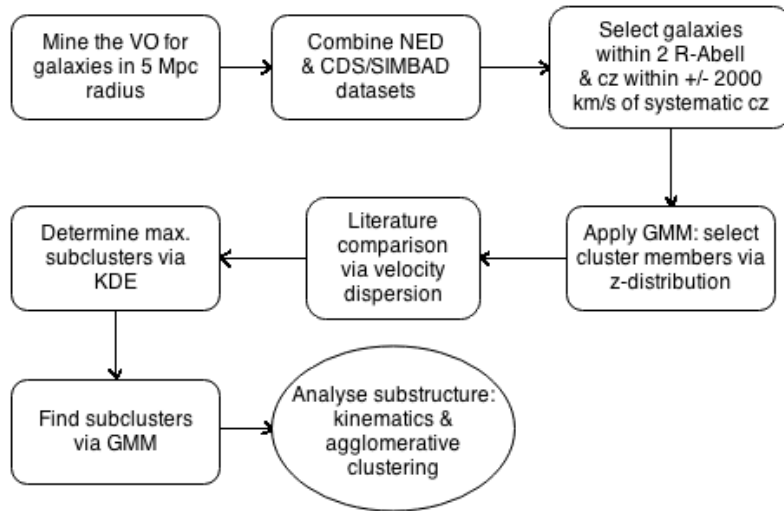 Mine the VO for
galaxies in 5 Mpc
radius
Combine NED
& CDS/SIMBAD
datasets
Select galaxies
within 2 R-Abell
& cz within +/- 2000
km/s of systematic cz
Apply GMM: select
cluster members via
z-distribution
Literature
comparison
via velocity
dispersion
Determine max.
subclusters via
KDE
Find subclusters
via GMM
Analyse substructure:
kinematics &
agglomerative
clustering